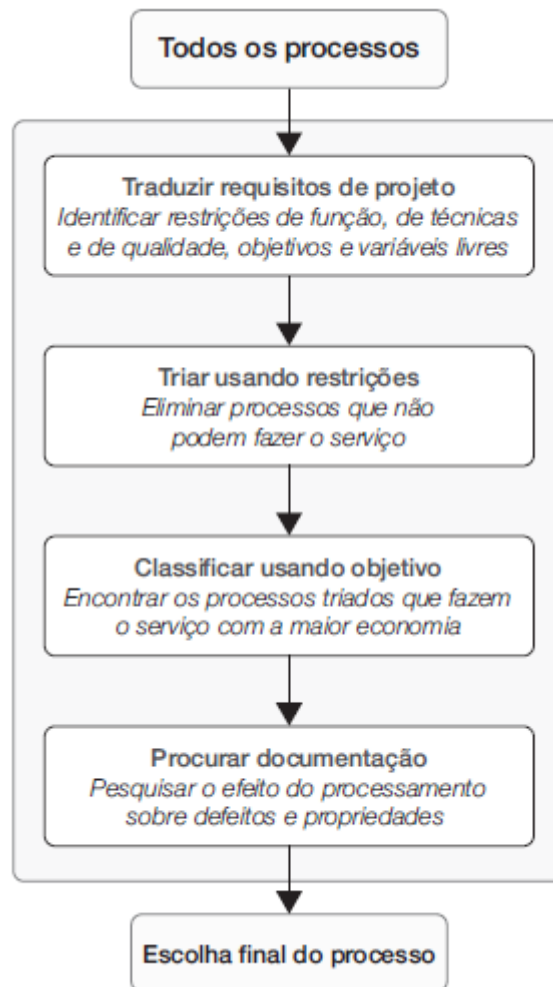 Todos os processos
Traduzir requisitos de projeto
Identificar restrições de função, de técnicas
e de qualidade, objetivos e variáveis livres
Triar usando restrições
Eliminar processos que não
podem fazer o serviço
Classificar usando objetivo
Encontrar os processos triados que fazem
o serviço com a maior economia
Procurar documentação
Pesquisar o efeito do processamento
sobre defeitos e propriedades
Escolha final do processo